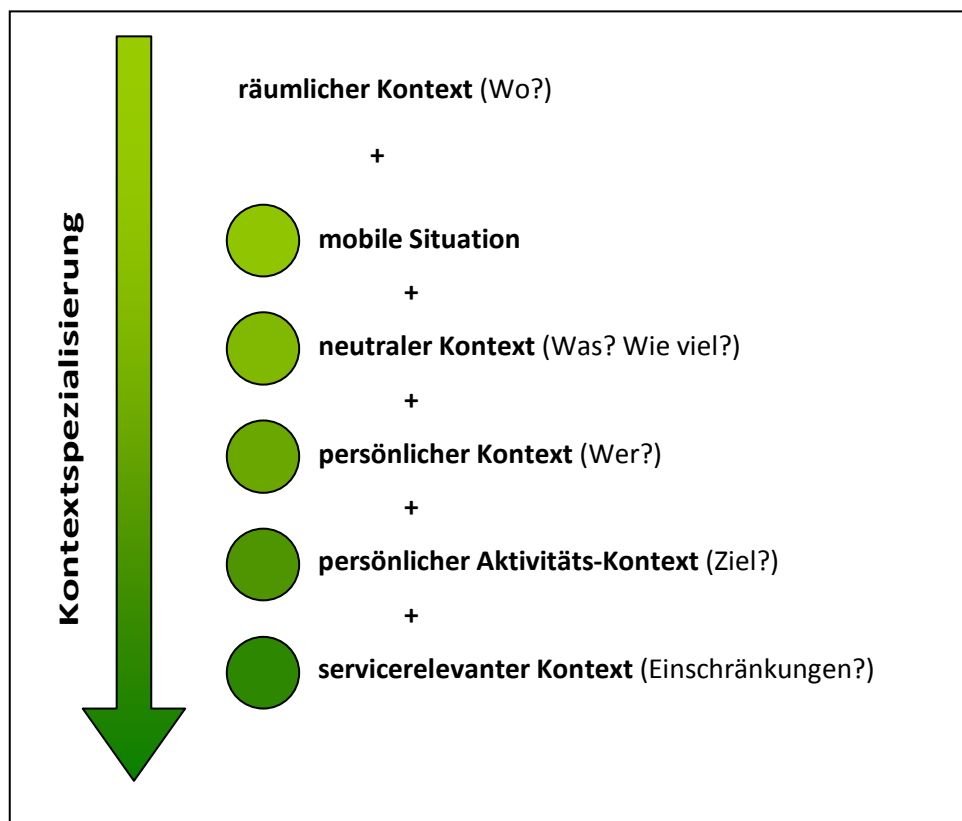 Kontextspezialisierung
räumlicher Kontext (Wo?)
+
mobile Situation
+
neutraler Kontext (Was? Wie viel?)
+
persönlicher Kontext (Wer?)
+
persönlicher Aktivitäts-Kontext (Ziel?)
+
servicerelevanter Kontext (Einschränkungen?)